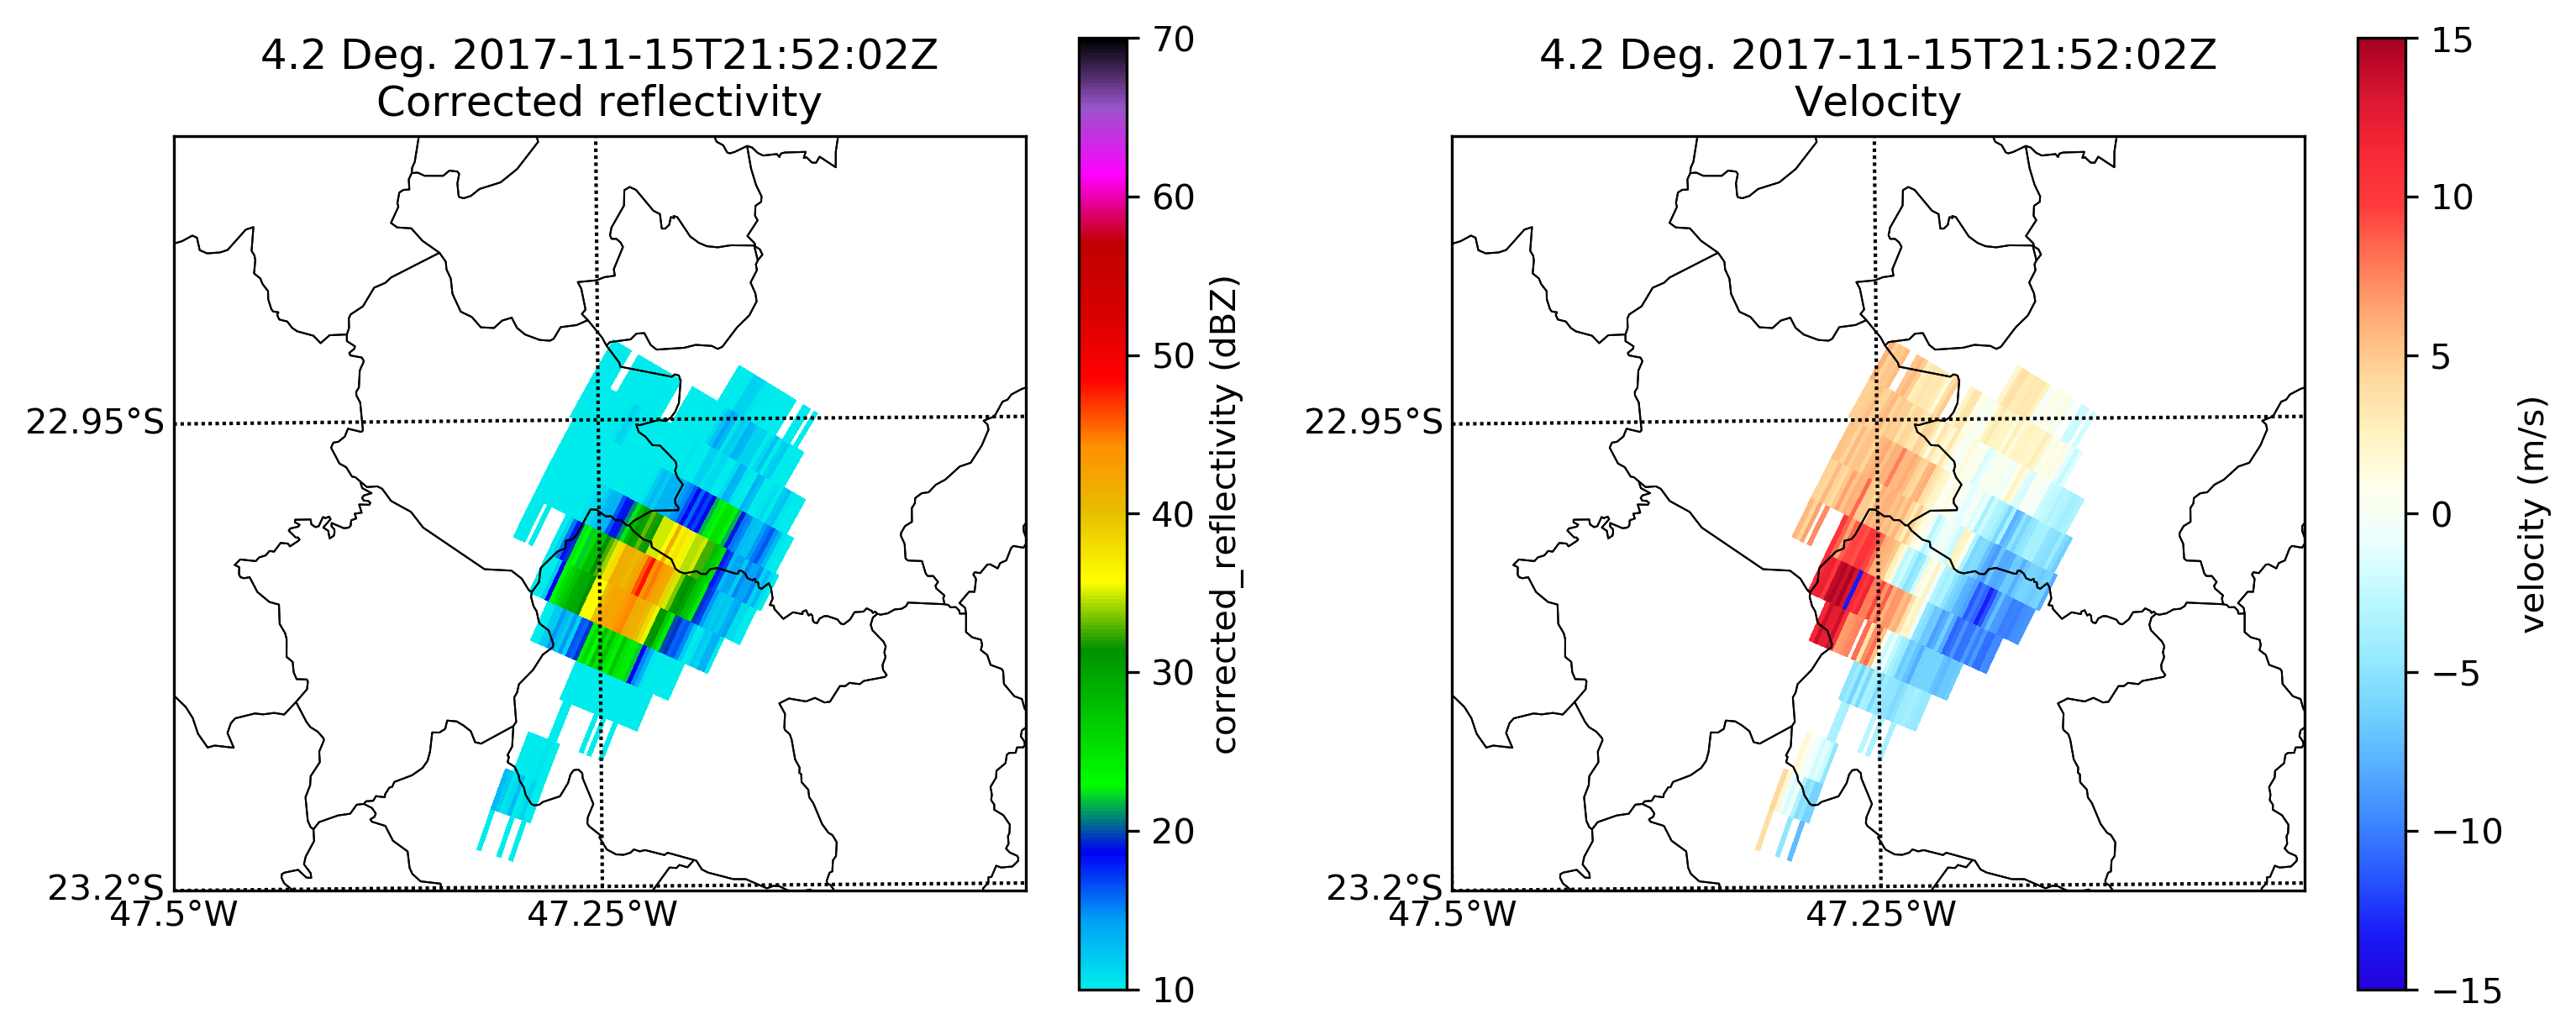 4.2 Deg. 2017-11-15T21:52:02Z
Corrected reflectivity
22.95°S
23.2°S
47.5°W
47.25°W
70
60
50
40
30
20
10
corrected_reflectivity (dBZ)
4.2 Deg. 2017-11-15T21:52:02Z
Velocity
22.95°S
23.2°S
47.5°W
47.25°W
15
10
5
0
−5
−10
−15
velocity (m/s)